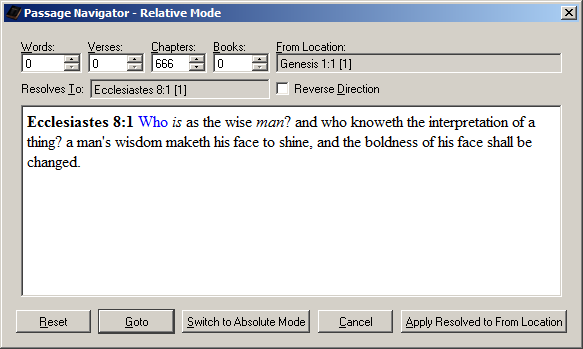 Passage Navigator - Relative Mode
Words: Verses: Chapters: Books: From Location:
0 0 666 0 Genesis 1:1 [1]
Resolves To: Ecclesiastes 8:1 [1] Reverse Direction
Ecclesiastes 8:1 Who is as the wise man? and who knoweth the interpretation of a
thing? a man's wisdom maketh his face to shine, and the boldness of his face shall be
changed.
Reset Goto Switch to Absolute Mode Cancel Apply Resolved to From Location